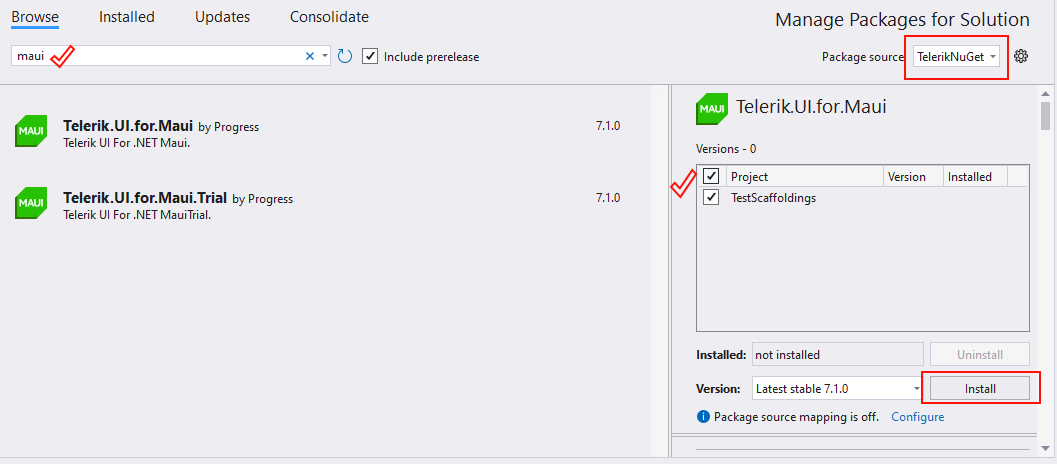 Browse Installed Updates Consolidate
Manage Packages for Solution
maui
Include prerelease
Package source TelerikNuGet
MAUI Telerik.UI.for.Maui by Progress 7.1.0
Telerik UI For .NET Maui.
MAUI Telerik.UI.for.Maui.Trial by Progress 7.1.0
Telerik UI For .NET MauiTrial.
MAUI Telerik.UI.for.Maui
Versions - 0
Project Version Installed
TestScaffoldings
Installed: not installed Uninstall
Version: Latest stable 7.1.0 Install
Package source mapping is off. Configure